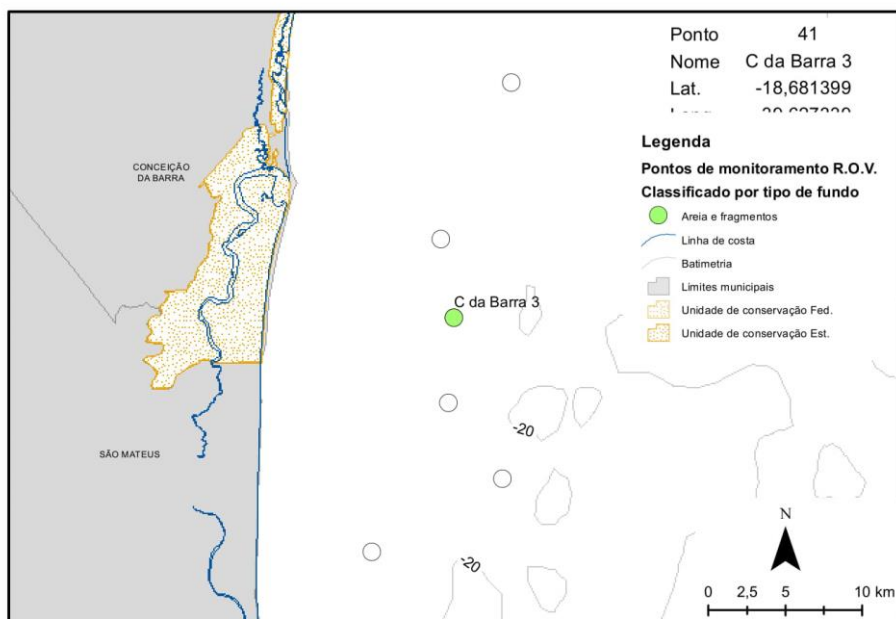 Ponto 41
Nome C da Barra 3
Lat. -18,681399
Legenda
Pontos de monitoramento R.O.V.
Classificado por tipo de fundo
Areia e fragmentos
Linha de costa
Batimetria
Limites municipais
Unidade de conservação Fed.
Unidade de conservação Est.
CONCEIÇÃO
DA BARRA
C da Barra 3
-20
SÃO MATEUS
-20
N
0 2,5 5 10 km